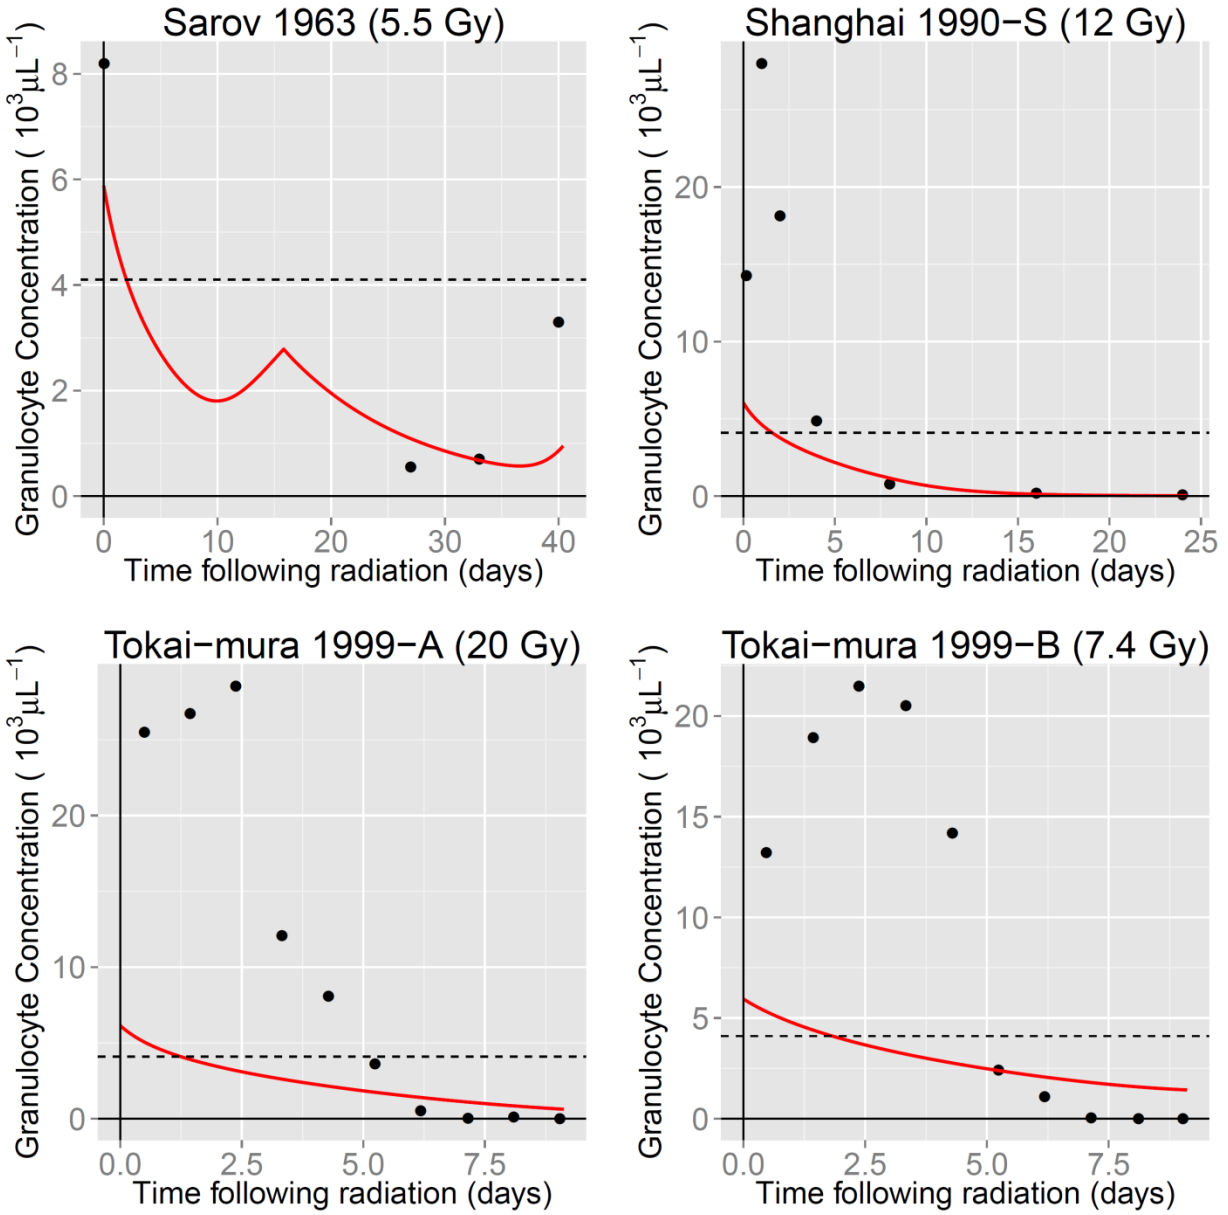 Sarov 1963 (5.5 Gy)
Granulocyte Concentration ( 10³μL⁻¹)
8
6
4
2
0
0 10 20 30 40
Time following radiation (days)
Shanghai 1990−S (12 Gy)
Granulocyte Concentration ( 10³μL⁻¹)
20
10
0
0 5 10 15 20 25
Time following radiation (days)
Tokai−mura 1999−A (20 Gy)
Granulocyte Concentration ( 10³μL⁻¹)
20
10
0
0.0 2.5 5.0 7.5
Time following radiation (days)
Tokai−mura 1999−B (7.4 Gy)
Granulocyte Concentration ( 10³μL⁻¹)
20
15
10
5
0
0.0 2.5 5.0 7.5
Time following radiation (days)